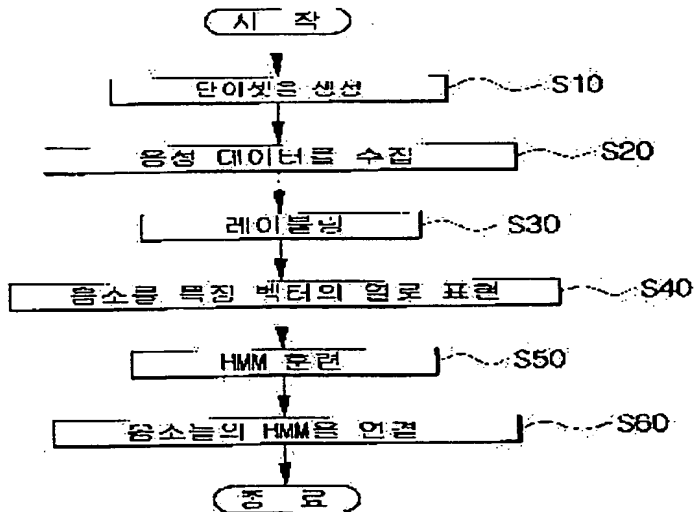 시 작
단어셋을 생성 S10
음성 데이터를 수집 S20
레이블링 S30
음소를 특징 벡터의 열로 표현 S40
HMM 훈련 S50
음소들의 HMM을 연결 S60
종 료